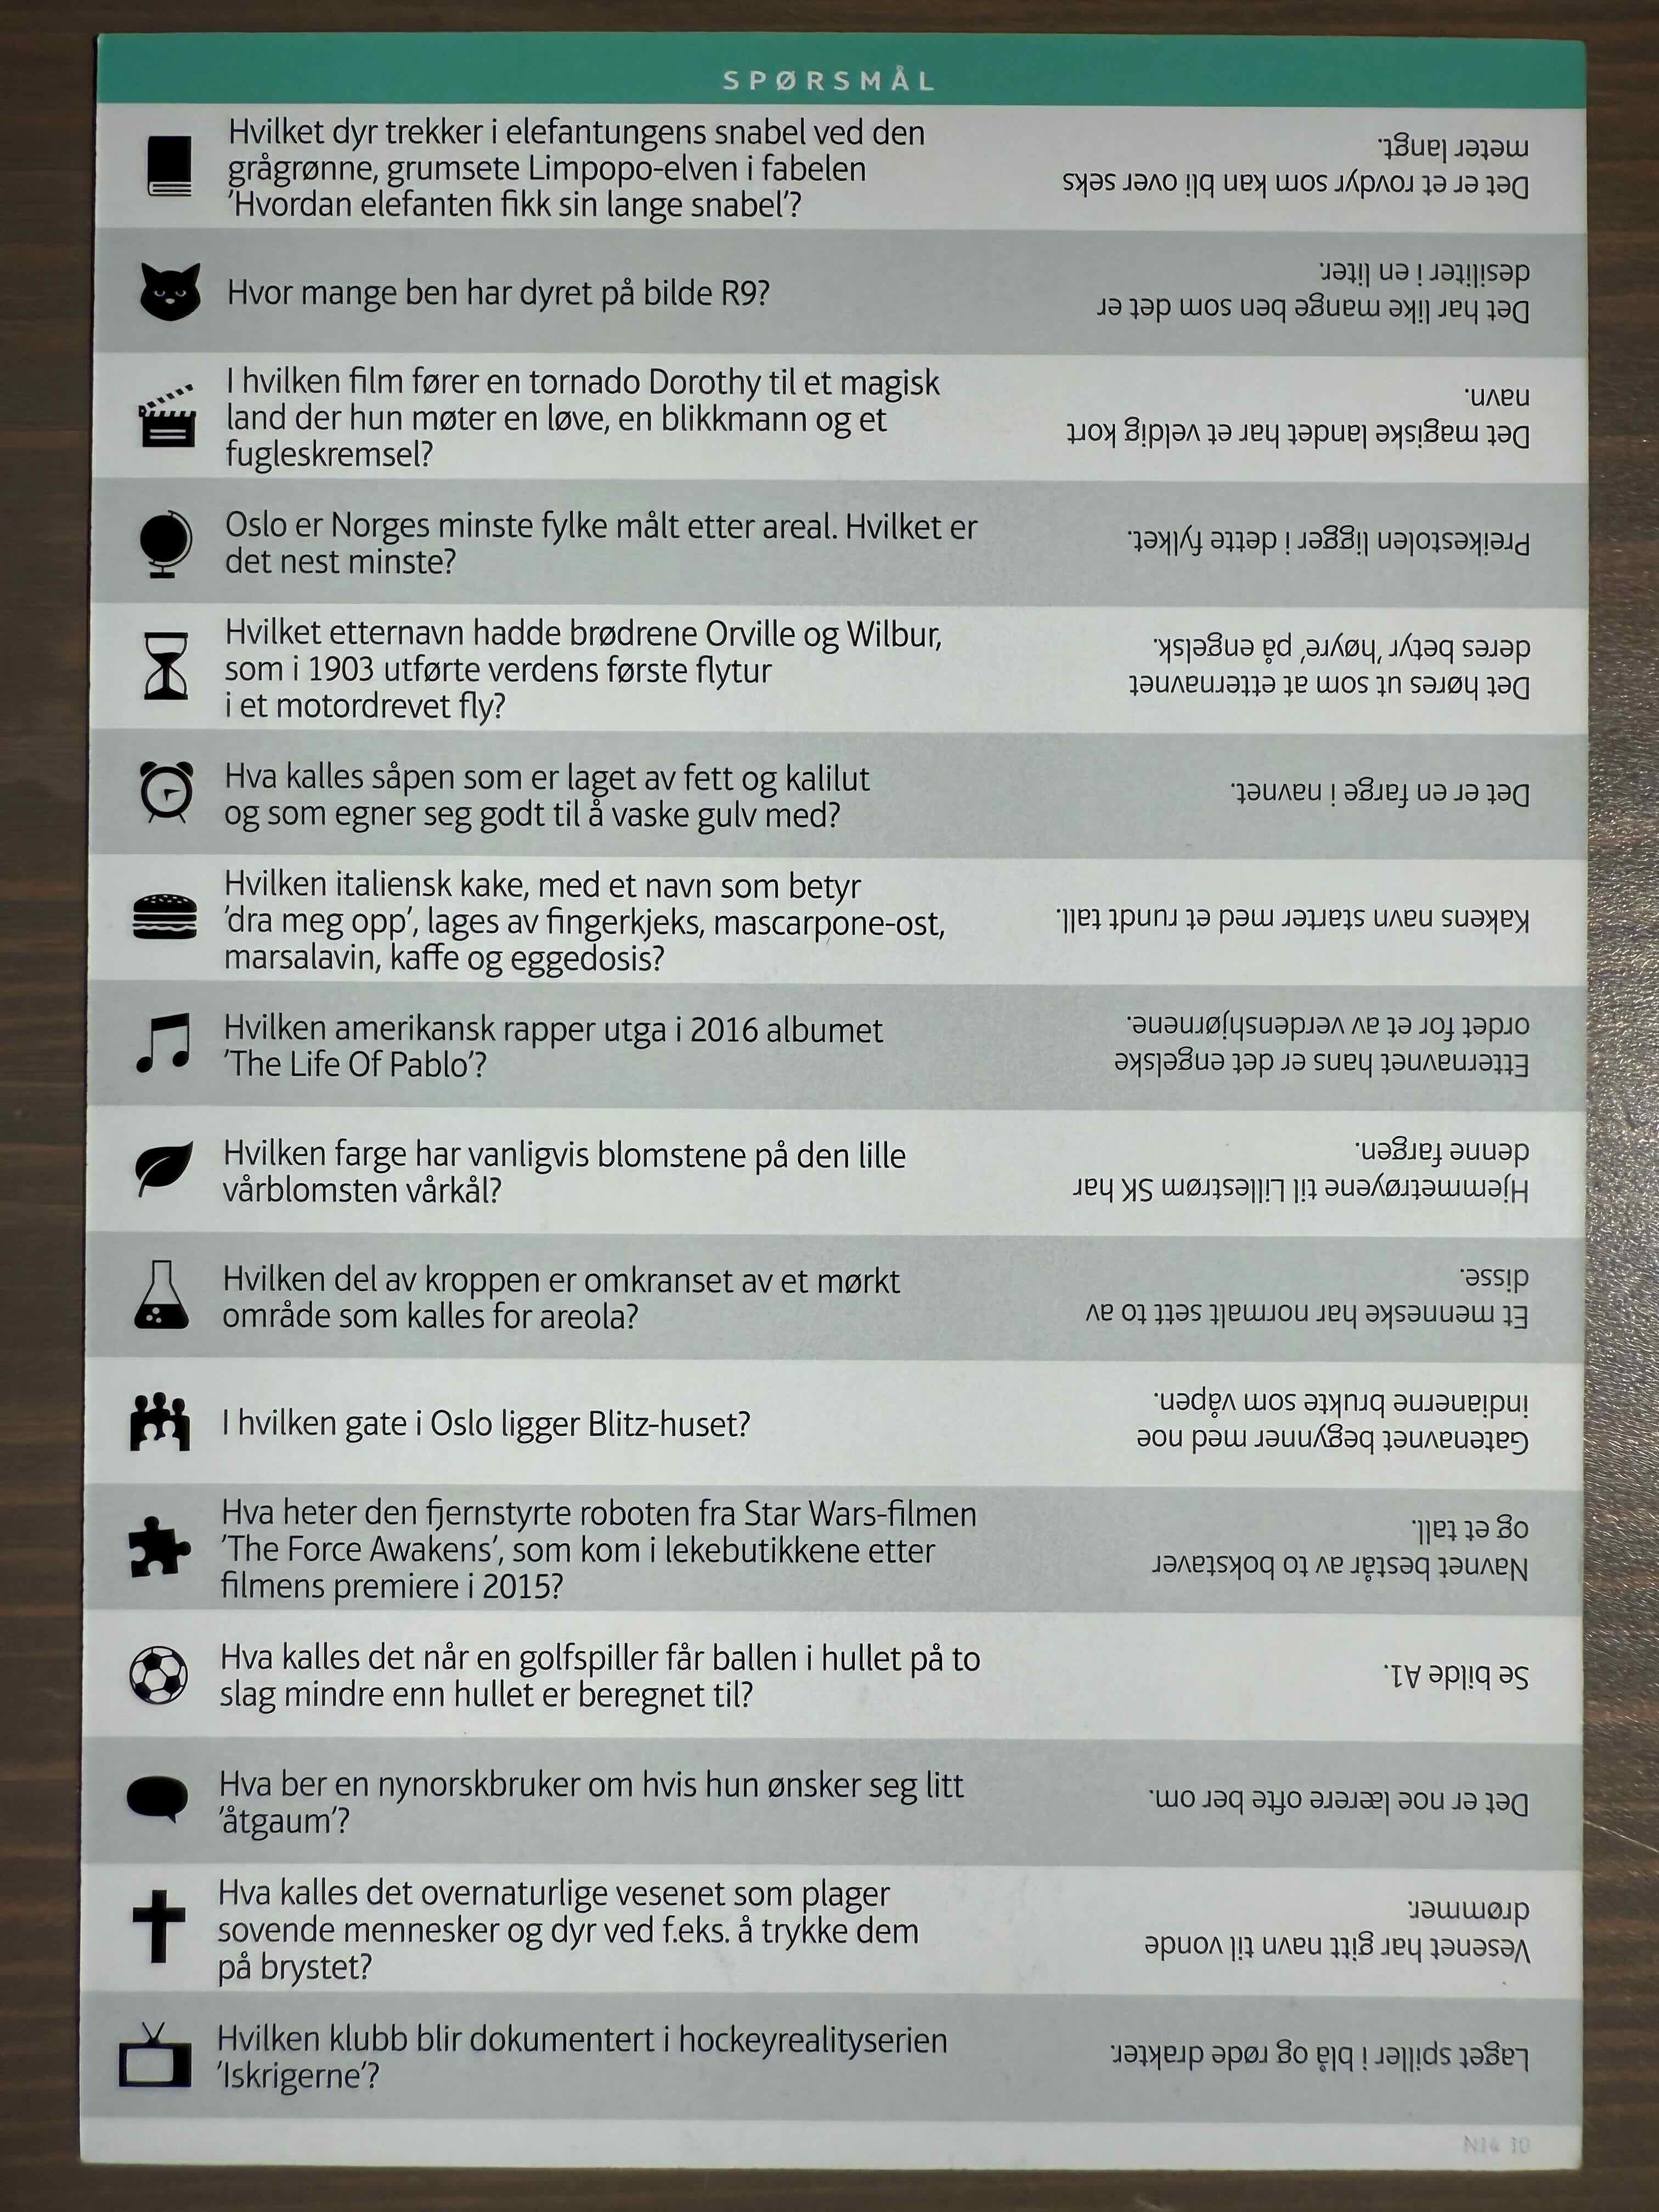 SPØRSMÅL
Hvilket dyr trekker i elefantungens snabel ved den
grågrønne, grumsete Limpopo-elven i fabelen
'Hvordan elefanten fikk sin lange snabel'?
Det er et rovdyr som kan bli over seks
meter langt.
Hvor mange ben har dyret på bilde R9?
Det har like mange ben som det er
desiliter i en liter.
I hvilken film fører en tornado Dorothy til et magisk
land der hun møter en løve, en blikkmann og et
fugleskremsel?
Det magiske landet har et veldig kort
navn.
Oslo er Norges minste fylke målt etter areal. Hvilket er
det nest minste?
Preikestolen ligger i dette fylket.
Hvilket etternavn hadde brødrene Orville og Wilbur,
som i 1903 utførte verdens første flytur
i et motordrevet fly?
Det høres ut som at etternavnet
deres betyr 'høyre' på engelsk.
Hva kalles såpen som er laget av fett og kalilut
og som egner seg godt til å vaske gulv med?
Det er en farge i navnet.
Hvilken italiensk kake, med et navn som betyr
'dra meg opp', lages av fingerkjeks, mascarpone-ost,
marsalavin, kaffe og eggedosis?
Kakens navn starter med et rundt tall.
Hvilken amerikansk rapper utga i 2016 albumet
'The Life Of Pablo'?
Etternavnet hans er det engelske
ordet for et av verdenshjørnene.
Hvilken farge har vanligvis blomstene på den lille
vårblomsten vårkål?
Hjemmetrøyene til Lillestrøm SK har
denne fargen.
Hvilken del av kroppen er omkranset av et mørkt
område som kalles for areola?
Et menneske har normalt sett to av
disse.
I hvilken gate i Oslo ligger Blitz-huset?
Gatenavnet begynner med noe
indianerne brukte som våpen.
Hva heter den fjernstyrte roboten fra Star Wars-filmen
'The Force Awakens', som kom i lekebutikkene etter
filmens premiere i 2015?
Navnet består av to bokstaver
og et tall.
Hva kalles det når en golfspiller får ballen i hullet på to
slag mindre enn hullet er beregnet til?
Se bilde A1.
Hva ber en nynorskbruker om hvis hun ønsker seg litt
'åtgaum'?
Det er noe lærere ofte ber om.
Hva kalles det overnaturlige vesenet som plager
sovende mennesker og dyr ved f.eks. å trykke dem
på brystet?
Vesenet har gitt navn til vonde
drømmer.
Hvilken klubb blir dokumentert i hockeyrealityserien
'Iskrigerne'?
Laget spiller i blå og røde drakter.
N14 10